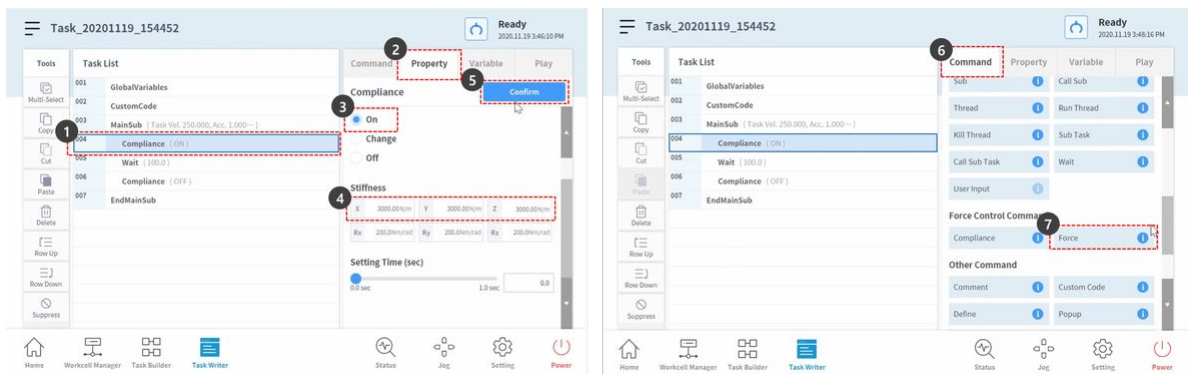 Task_20201119_154452
Ready
2020.11.19 3:46:10 PM
Tools
Task List
Command
2
Property
Variable
Play
Multi-Select
Copy
Cut
Paste
Delete
Row Up
Row Down
Suppress
001 GlobalVariables
002 CustomCode
003 MainSub (Task Vel. 250.000, Acc. 1.000···)
1
004 Compliance (ON)
005 Wait (100.0)
006 Compliance (OFF)
007 EndMainSub
Compliance
5
Confirm
3
On
Change
Off
Stiffness
4
X 3000.00N/m Y 3000.00N/m Z 3000.00N/m
Rx 200.0Nm/rad Ry 200.0Nm/rad Rz 200.0Nm/rad
Setting Time (sec)
0.0 sec 1.0 sec 0.0
Home Workcell Manager Task Builder Task Writer Status Jog Setting Power
Task_20201119_154452
Ready
2020.11.19 3:48:16 PM
Tools
Task List
6
Command
Property
Variable
Play
Multi-Select
Copy
Cut
Paste
Delete
Row Up
Row Down
Suppress
001 GlobalVariables
002 CustomCode
003 MainSub (Task Vel. 250.000, Acc. 1.000···)
004 Compliance (ON)
005 Wait (100.0)
006 Compliance (OFF)
007 EndMainSub
Sub i Call Sub i
Thread i Run Thread i
Kill Thread i Sub Task i
Call Sub Task i Wait i
User Input i
Force Control Command
7
Compliance i Force i
Other Command
Comment i Custom Code i
Define i Popup i
Home Workcell Manager Task Builder Task Writer Status Jog Setting Power